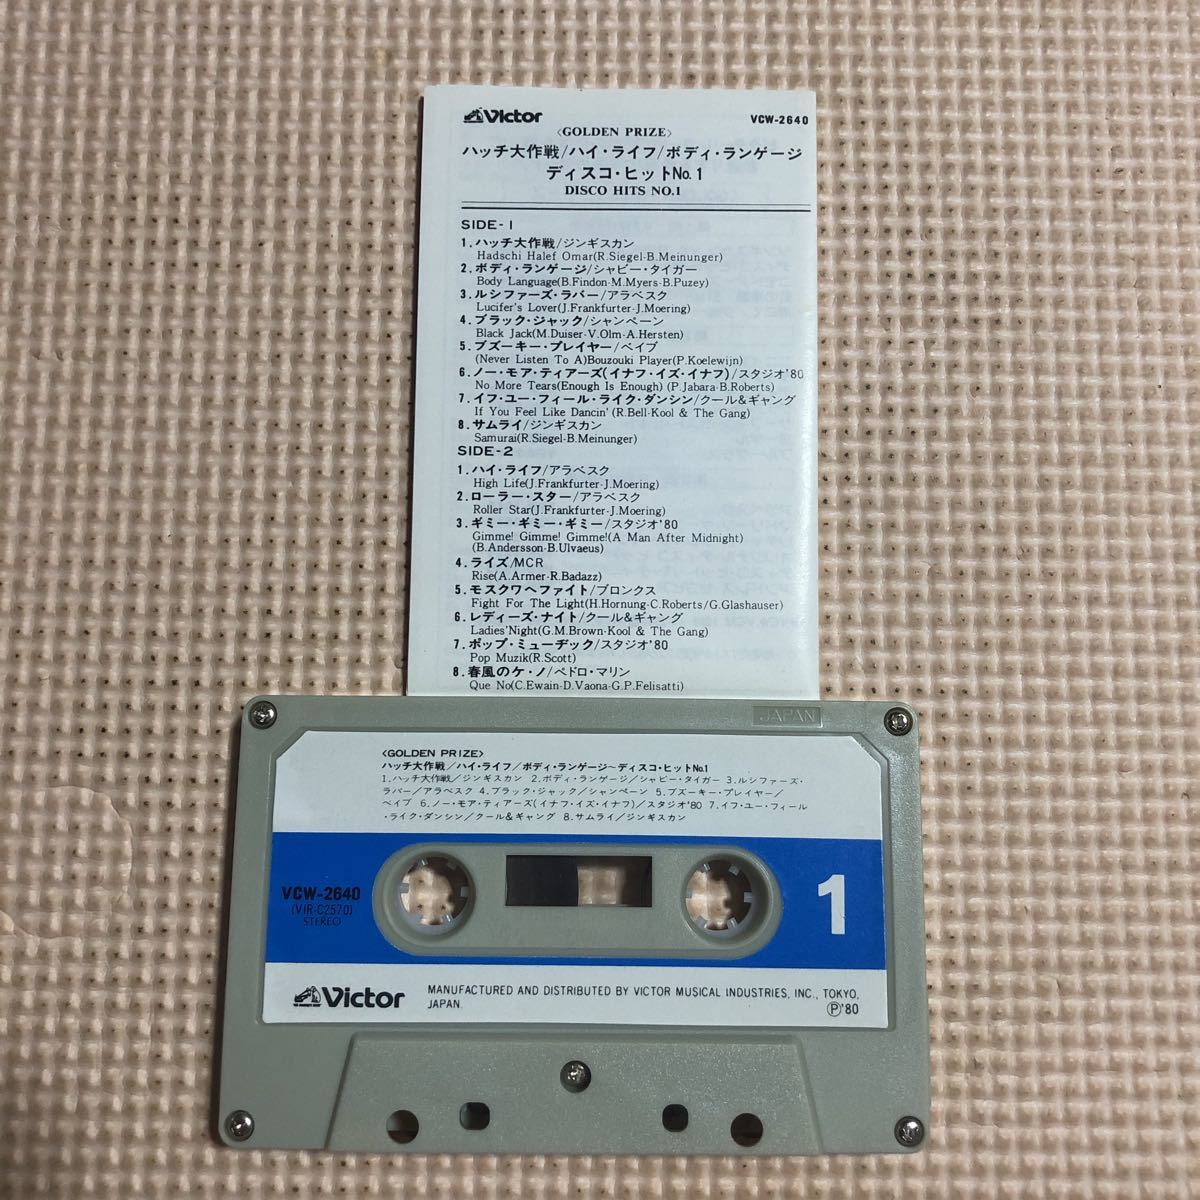 Victor
VCW-2640
〈GOLDEN PRIZE〉
ハッチ大作戦/ハイ・ライフ/ボディ・ランゲージ
ディスコ・ヒットNo.1
DISCO HITS NO.1
SIDE-1
1.ハッチ大作戦/ジンギスカン
Hadschi Halef Omar(R.Siegel-B.Meinunger)
2.ボディ・ランゲージ/シャビー・タイガー
Body Language(B.Findon-M.Myers-B.Puzey)
3.ルシファーズ・ラバー/アラベスク
Lucifer's Lover(J.Frankfurter-J.Moering)
4.ブラック・ジャック/シャンペーン
Black Jack(M.Duiser-V.Olm-A.Hersten)
5.ブズーキー・プレイヤー/ベイブ
(Never Listen To A)Bouzouki Player(P.Koelewijn)
6.ノー・モア・ティアーズ(イナフ・イズ・イナフ)/スタジオ'80
No More Tears(Enough Is Enough) (P.Jabara-B.Roberts)
7.イフ・ユー・フィール・ライク・ダンシン/クール&ギャング
If You Feel Like Dancin' (R.Bell-Kool & The Gang)
8.サムライ/ジンギスカン
Samurai(R.Siegel-B.Meinunger)
SIDE-2
1.ハイ・ライフ/アラベスク
High Life(J.Frankfurter-J.Moering)
2.ローラー・スター/アラベスク
Roller Star(J.Frankfurter-J.Moering)
3.ギミー・ギミー・ギミー/スタジオ'80
Gimme! Gimme! Gimme!(A Man After Midnight)
(B.Andersson-B.Ulvaeus)
4.ライズ/MCR
Rise(A.Armer-R.Badazz)
5.モスクワへファイト/ブロンクス
Fight For The Light(H.Hornung-C.Roberts/G.Glashauser)
6.レディーズ・ナイト/クール&ギャング
Ladies'Night(G.M.Brown-Kool & The Gang)
7.ポップ・ミューヂック/スタジオ'80
Pop Muzik(R.Scott)
8.春風のケ・ノ/ペドロ・マリン
Que No(C.Ewain-D.Vaona-G.P.Felisatti)
JAPAN
〈GOLDEN PRIZE〉
ハッチ大作戦/ハイ・ライフ/ボディ・ランゲージ~ディスコ・ヒットNo.1
1.ハッチ大作戦/ジンギスカン 2.ボディ・ランゲージ/シャビー・タイガー 3.ルシファーズ・
ラバー/アラベスク 4.ブラック・ジャック/シャンペーン 5.ブズーキー・プレイヤー/
ベイブ 6.ノー・モア・ティアーズ(イナフ・イズ・イナフ)/スタジオ'80 7.イフ・ユー・フィール
・ライク・ダンシン/クール&ギャング 8.サムライ/ジンギスカン
VCW-2640
(VIR-C2570)
STEREO
1
Victor
MANUFACTURED AND DISTRIBUTED BY VICTOR MUSICAL INDUSTRIES, INC., TOKYO,
JAPAN.
Ⓟ'80